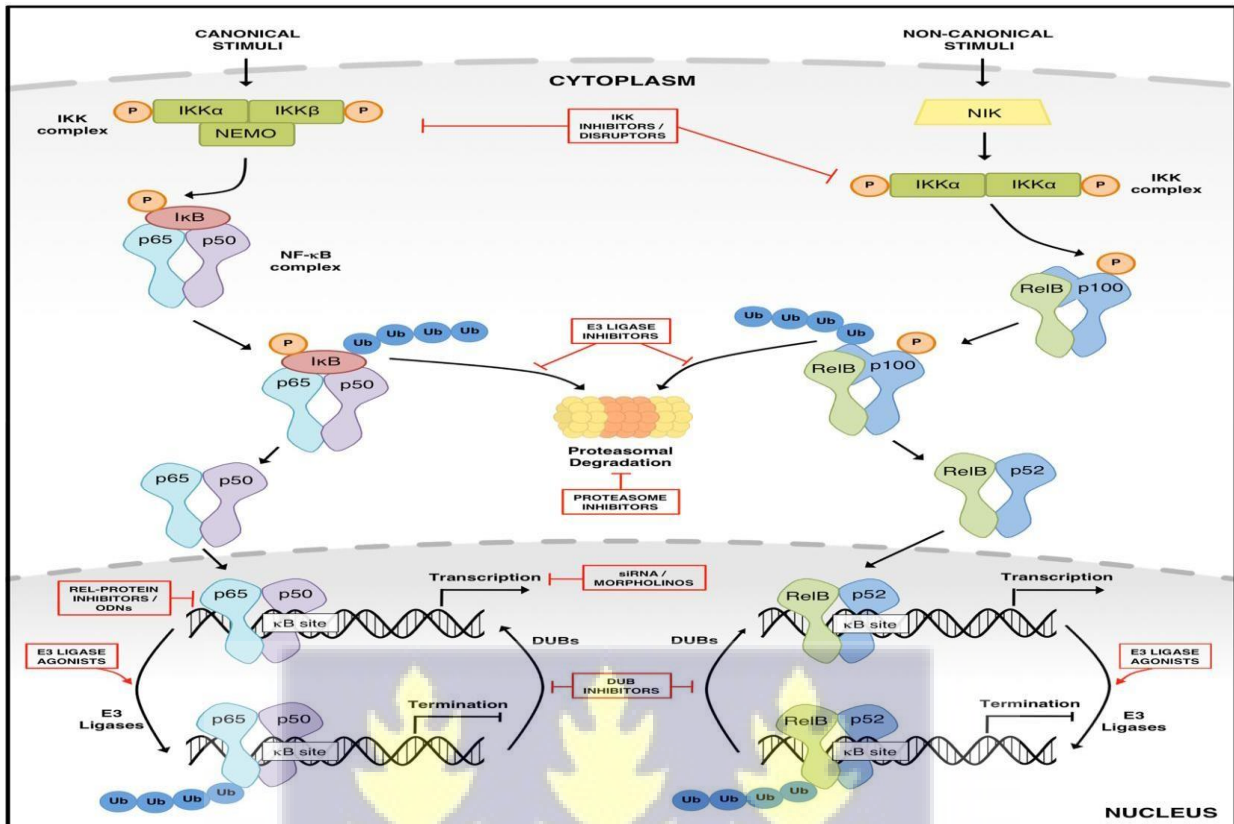 CANONICAL
STIMULI
NON-CANONICAL
STIMULI
CYTOPLASM
IKK
complex
P
IKKα
IKKβ
P
NEMO
IKK
INHIBITORS /
DISRUPTORS
NIK
P
IKKα
IKKα
P
IKK
complex
P
IκB
p65
p50
NF-κB
complex
P
RelB
p100
P
IκB
Ub
Ub
Ub
Ub
p65
p50
E3 LIGASE
INHIBITORS
Ub
Ub
Ub
Ub
P
RelB
p100
Proteasomal
Degradation
PROTEASOME
INHIBITORS
p65
p50
RelB
p52
REL-PROTEIN
INHIBITORS /
ODNs
p65
p50
κB site
Transcription
siRNA /
MORPHOLINOS
RelB
p52
κB site
Transcription
E3 LIGASE
AGONISTS
E3
Ligases
DUBs
DUB
INHIBITORS
DUBs
E3 LIGASE
AGONISTS
E3
Ligases
p65
p50
κB site
Termination
Ub
Ub
Ub
Ub
RelB
p52
κB site
Termination
Ub
Ub
Ub
Ub
NUCLEUS